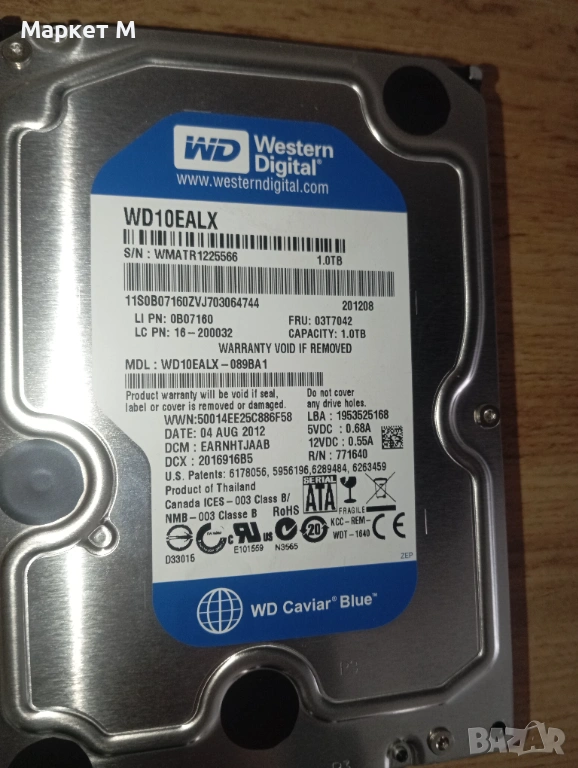 Маркет М
WD Western Digital®
www.westerndigital.com
WD10EALX
S/N : WMATR1225566 1.0TB
11S0B07160ZVJ703064744 201208
LI PN: 0B07160 FRU: 03T7042
LC PN: 16-200032 CAPACITY: 1.0TB
WARRANTY VOID IF REMOVED
MDL: WD10EALX-089BA1
Product warranty will be void if seal, label or cover is removed or damaged.
Do not cover any drive holes.
WWN:50014EE25C886F58 LBA : 1953525168
DATE: 04 AUG 2012 5VDC : 0.68A
DCM : EARNHTJAAB 12VDC : 0.55A
DCX : 2016916B5 R/N : 771640
U.S. Patents: 6178056, 5956196,6289484, 6263459
Product of Thailand
Canada ICES-003 Class B/
NMB-003 Classe B RoHS
SERIAL ATA FRAGILE
D33015 E101559 N3565 20 KCC-REM-WDT-1640 CE
ZEP
WD Caviar® Blue™
BAZAR